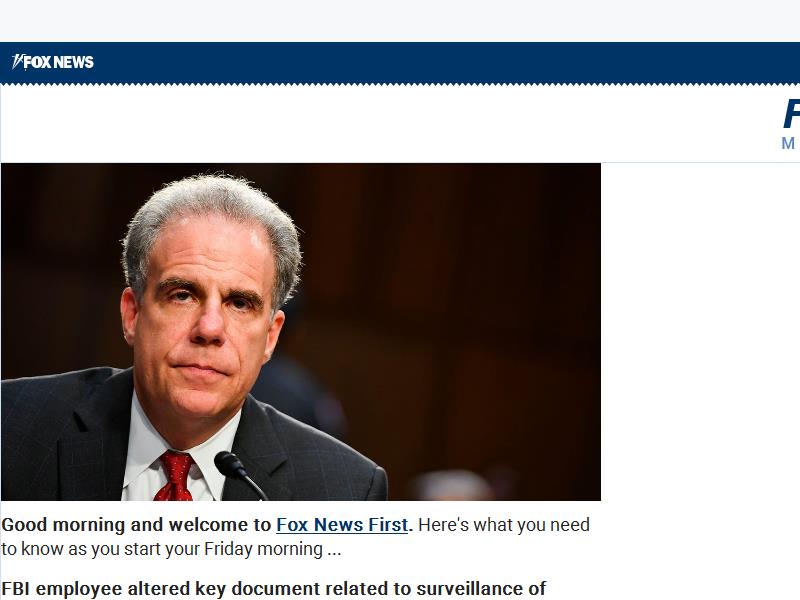 FOX NEWS
F
M
Good morning and welcome to Fox News First. Here's what you need
to know as you start your Friday morning ...
FBI employee altered key document related to surveillance of